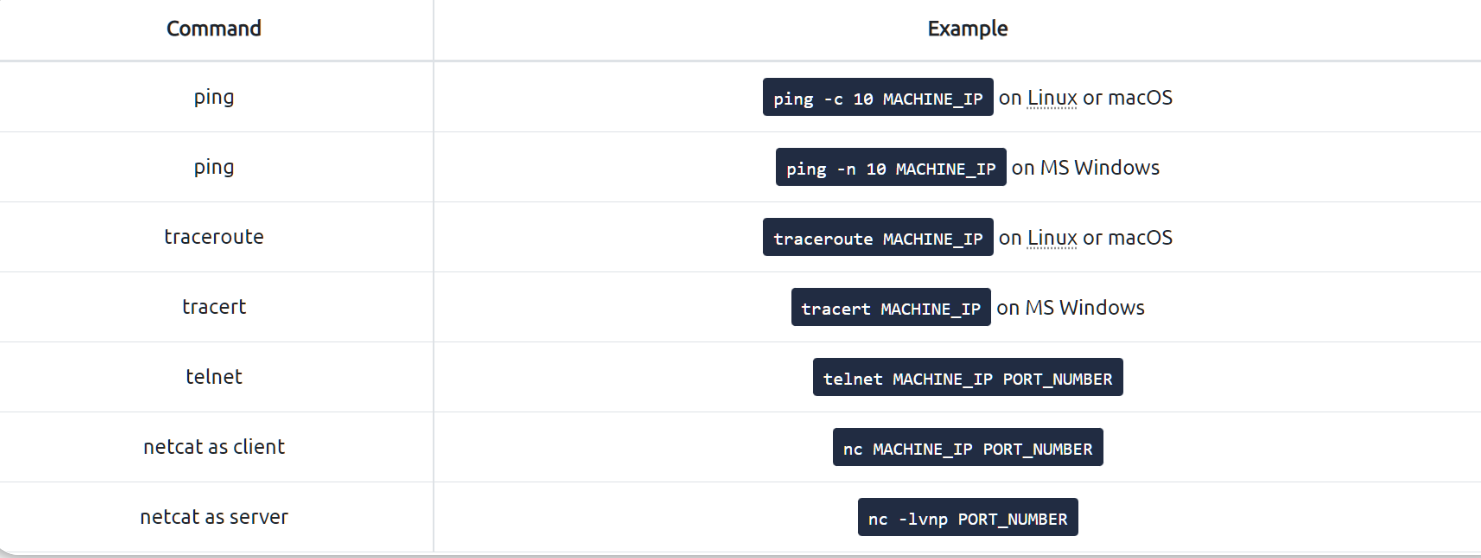 Command Example
ping ping -c 10 MACHINE_IP on Linux or macOS
ping ping -n 10 MACHINE_IP on MS Windows
traceroute traceroute MACHINE_IP on Linux or macOS
tracert tracert MACHINE_IP on MS Windows
telnet telnet MACHINE_IP PORT_NUMBER
netcat as client nc MACHINE_IP PORT_NUMBER
netcat as server nc -lvnp PORT_NUMBER